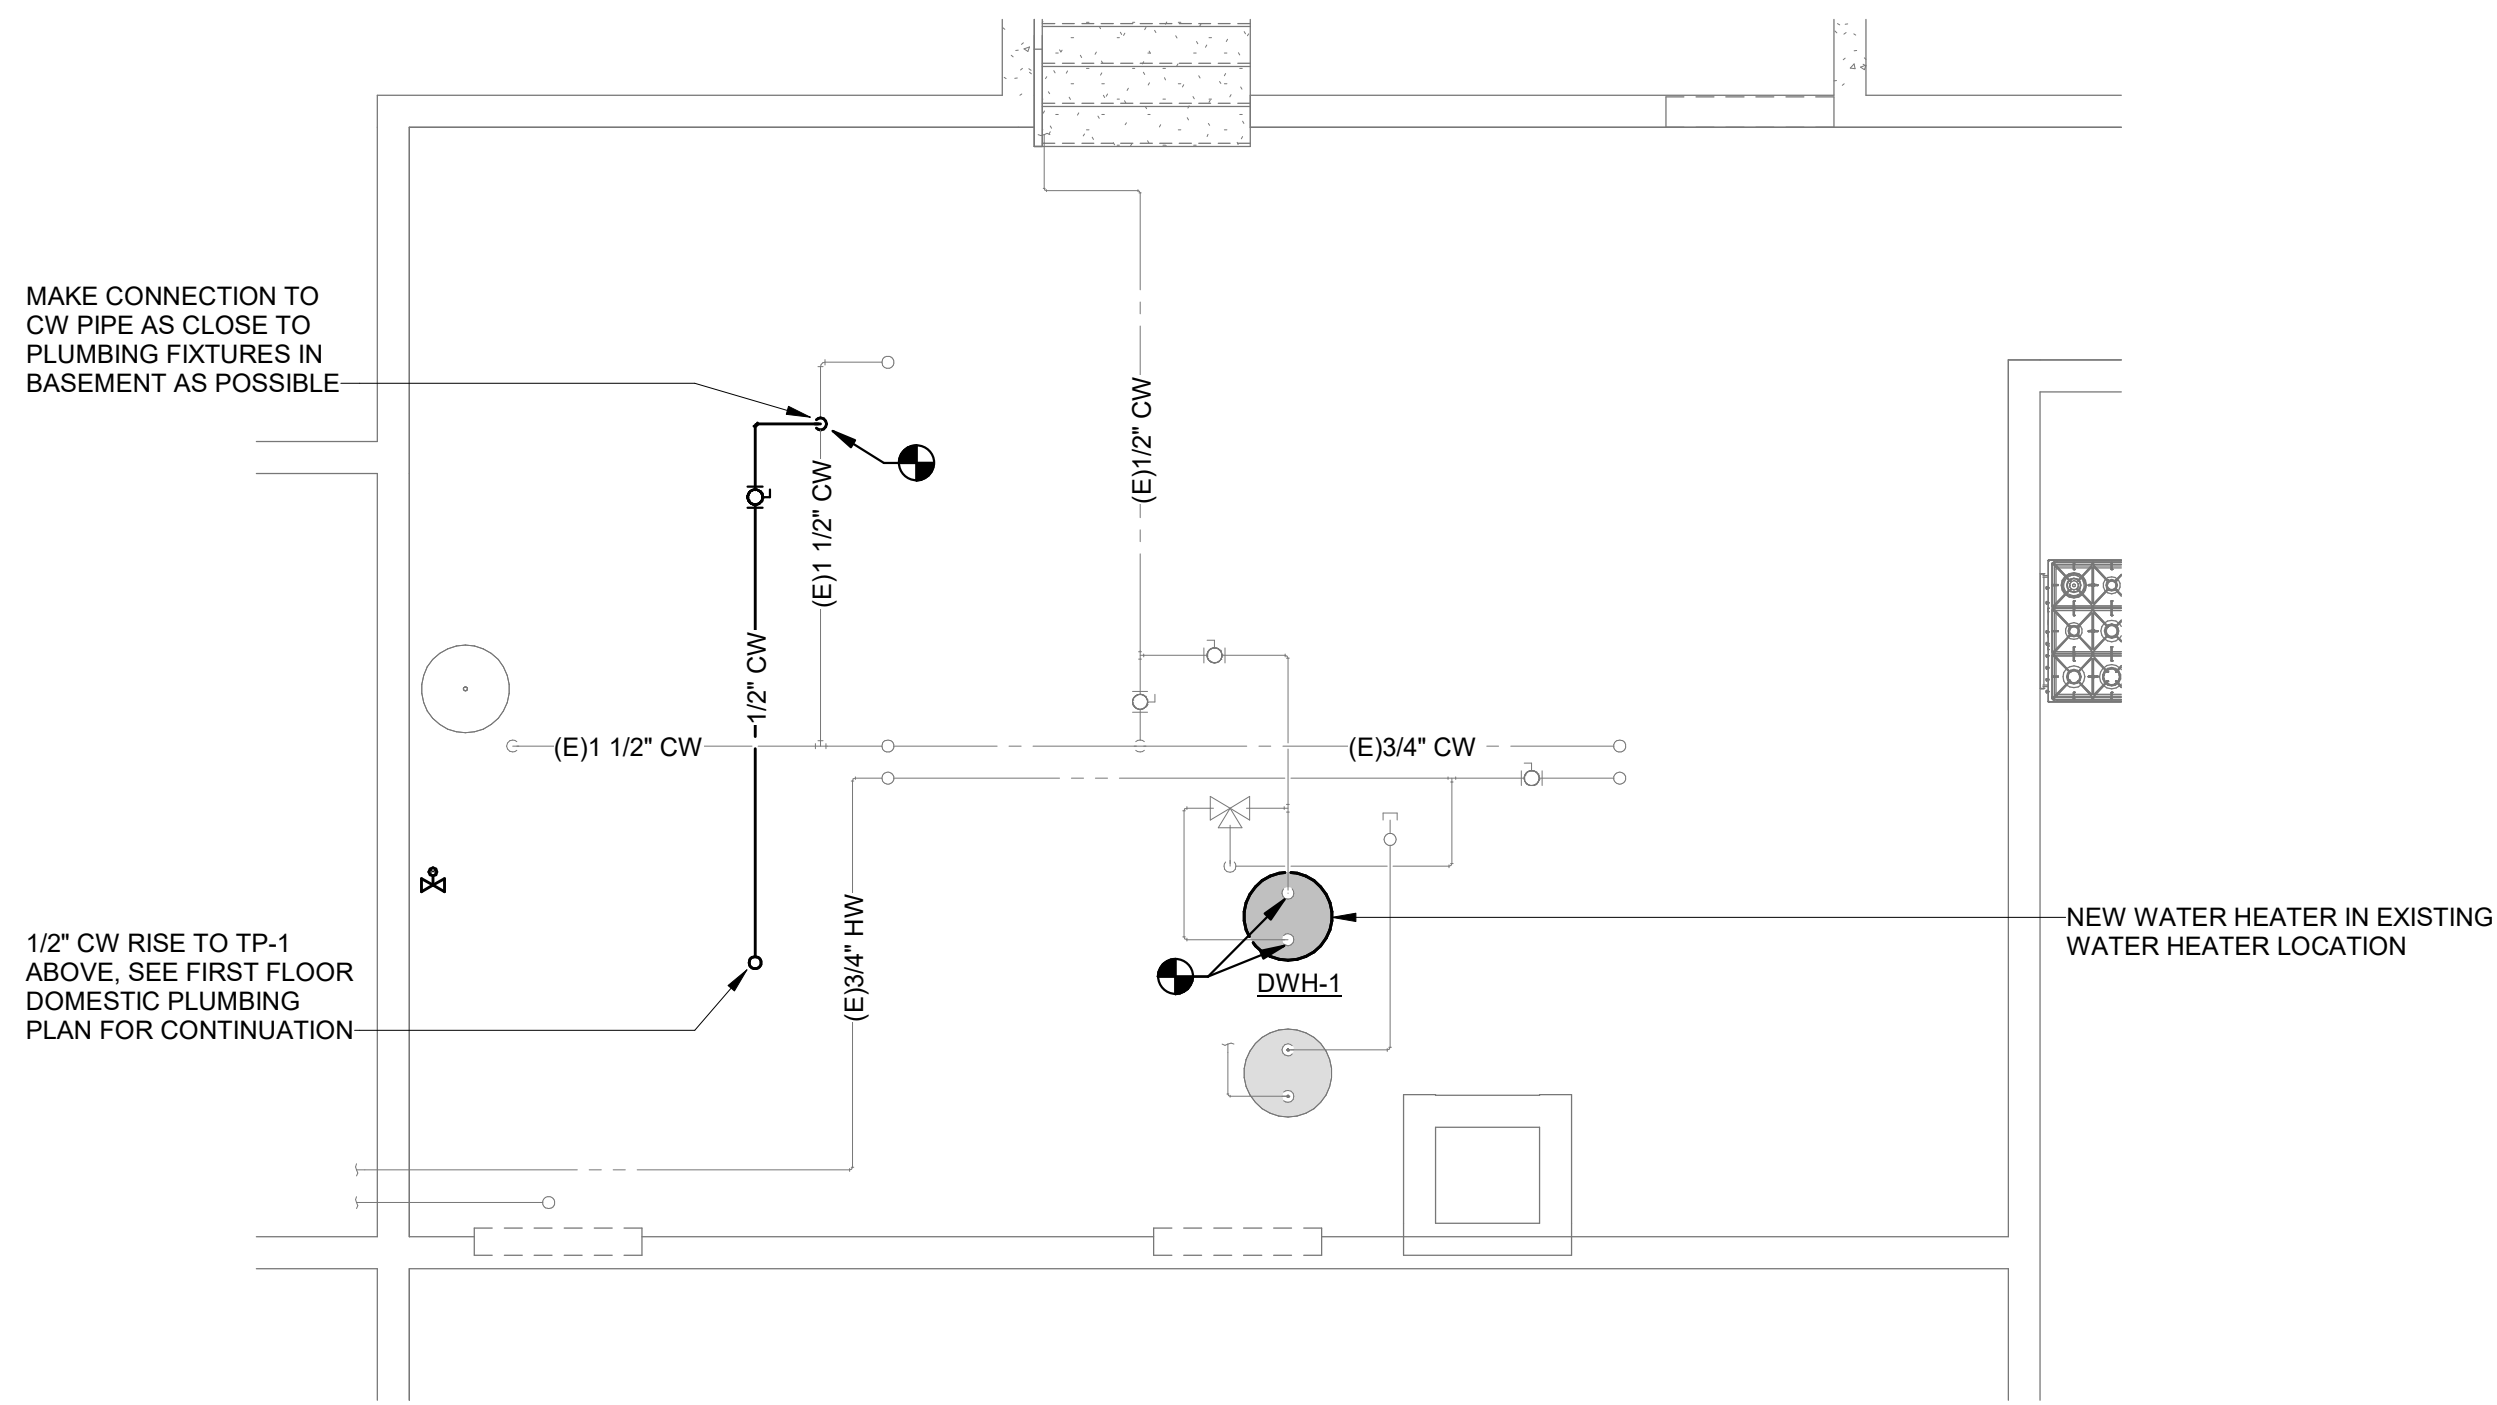 MAKE CONNECTION TO
CW PIPE AS CLOSE TO
PLUMBING FIXTURES IN
BASEMENT AS POSSIBLE
(E)1/2" CW
(E)1 1/2" CW
1/2" CW
(E)1 1/2" CW
(E)3/4" CW
(E)3/4" HW
1/2" CW RISE TO TP-1
ABOVE, SEE FIRST FLOOR
DOMESTIC PLUMBING
PLAN FOR CONTINUATION
NEW WATER HEATER IN EXISTING
WATER HEATER LOCATION
DWH-1